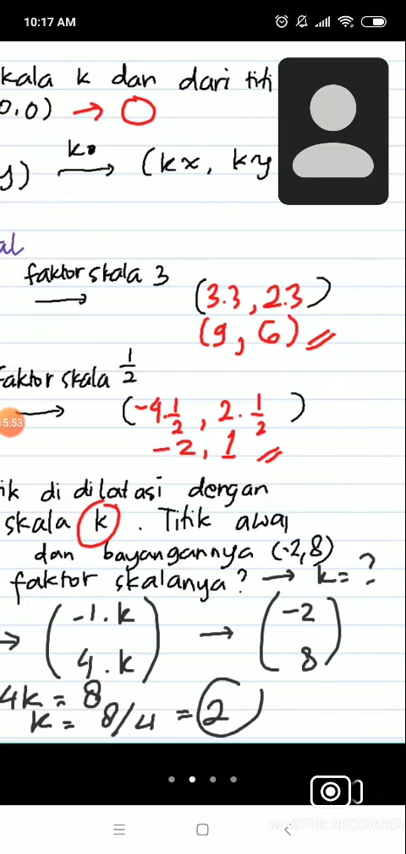 10:17 AM
kala k dan dari titi
0,0) → O
y) k → (kx, ky
al
faktor skala 3
→ (3.3, 2.3)
(9, 6)
faktor skala 1/2
15:53 → (-4 1/2, 2. 1/2)
-2, 1
ik di dilatasi dengan
skala k. Titik awal
dan bayangannya (-2,8)
faktor skalanya? → k = ?
→ (-1.k → (-2
4.k) 8)
4k = 8
k = 8/4 = 2